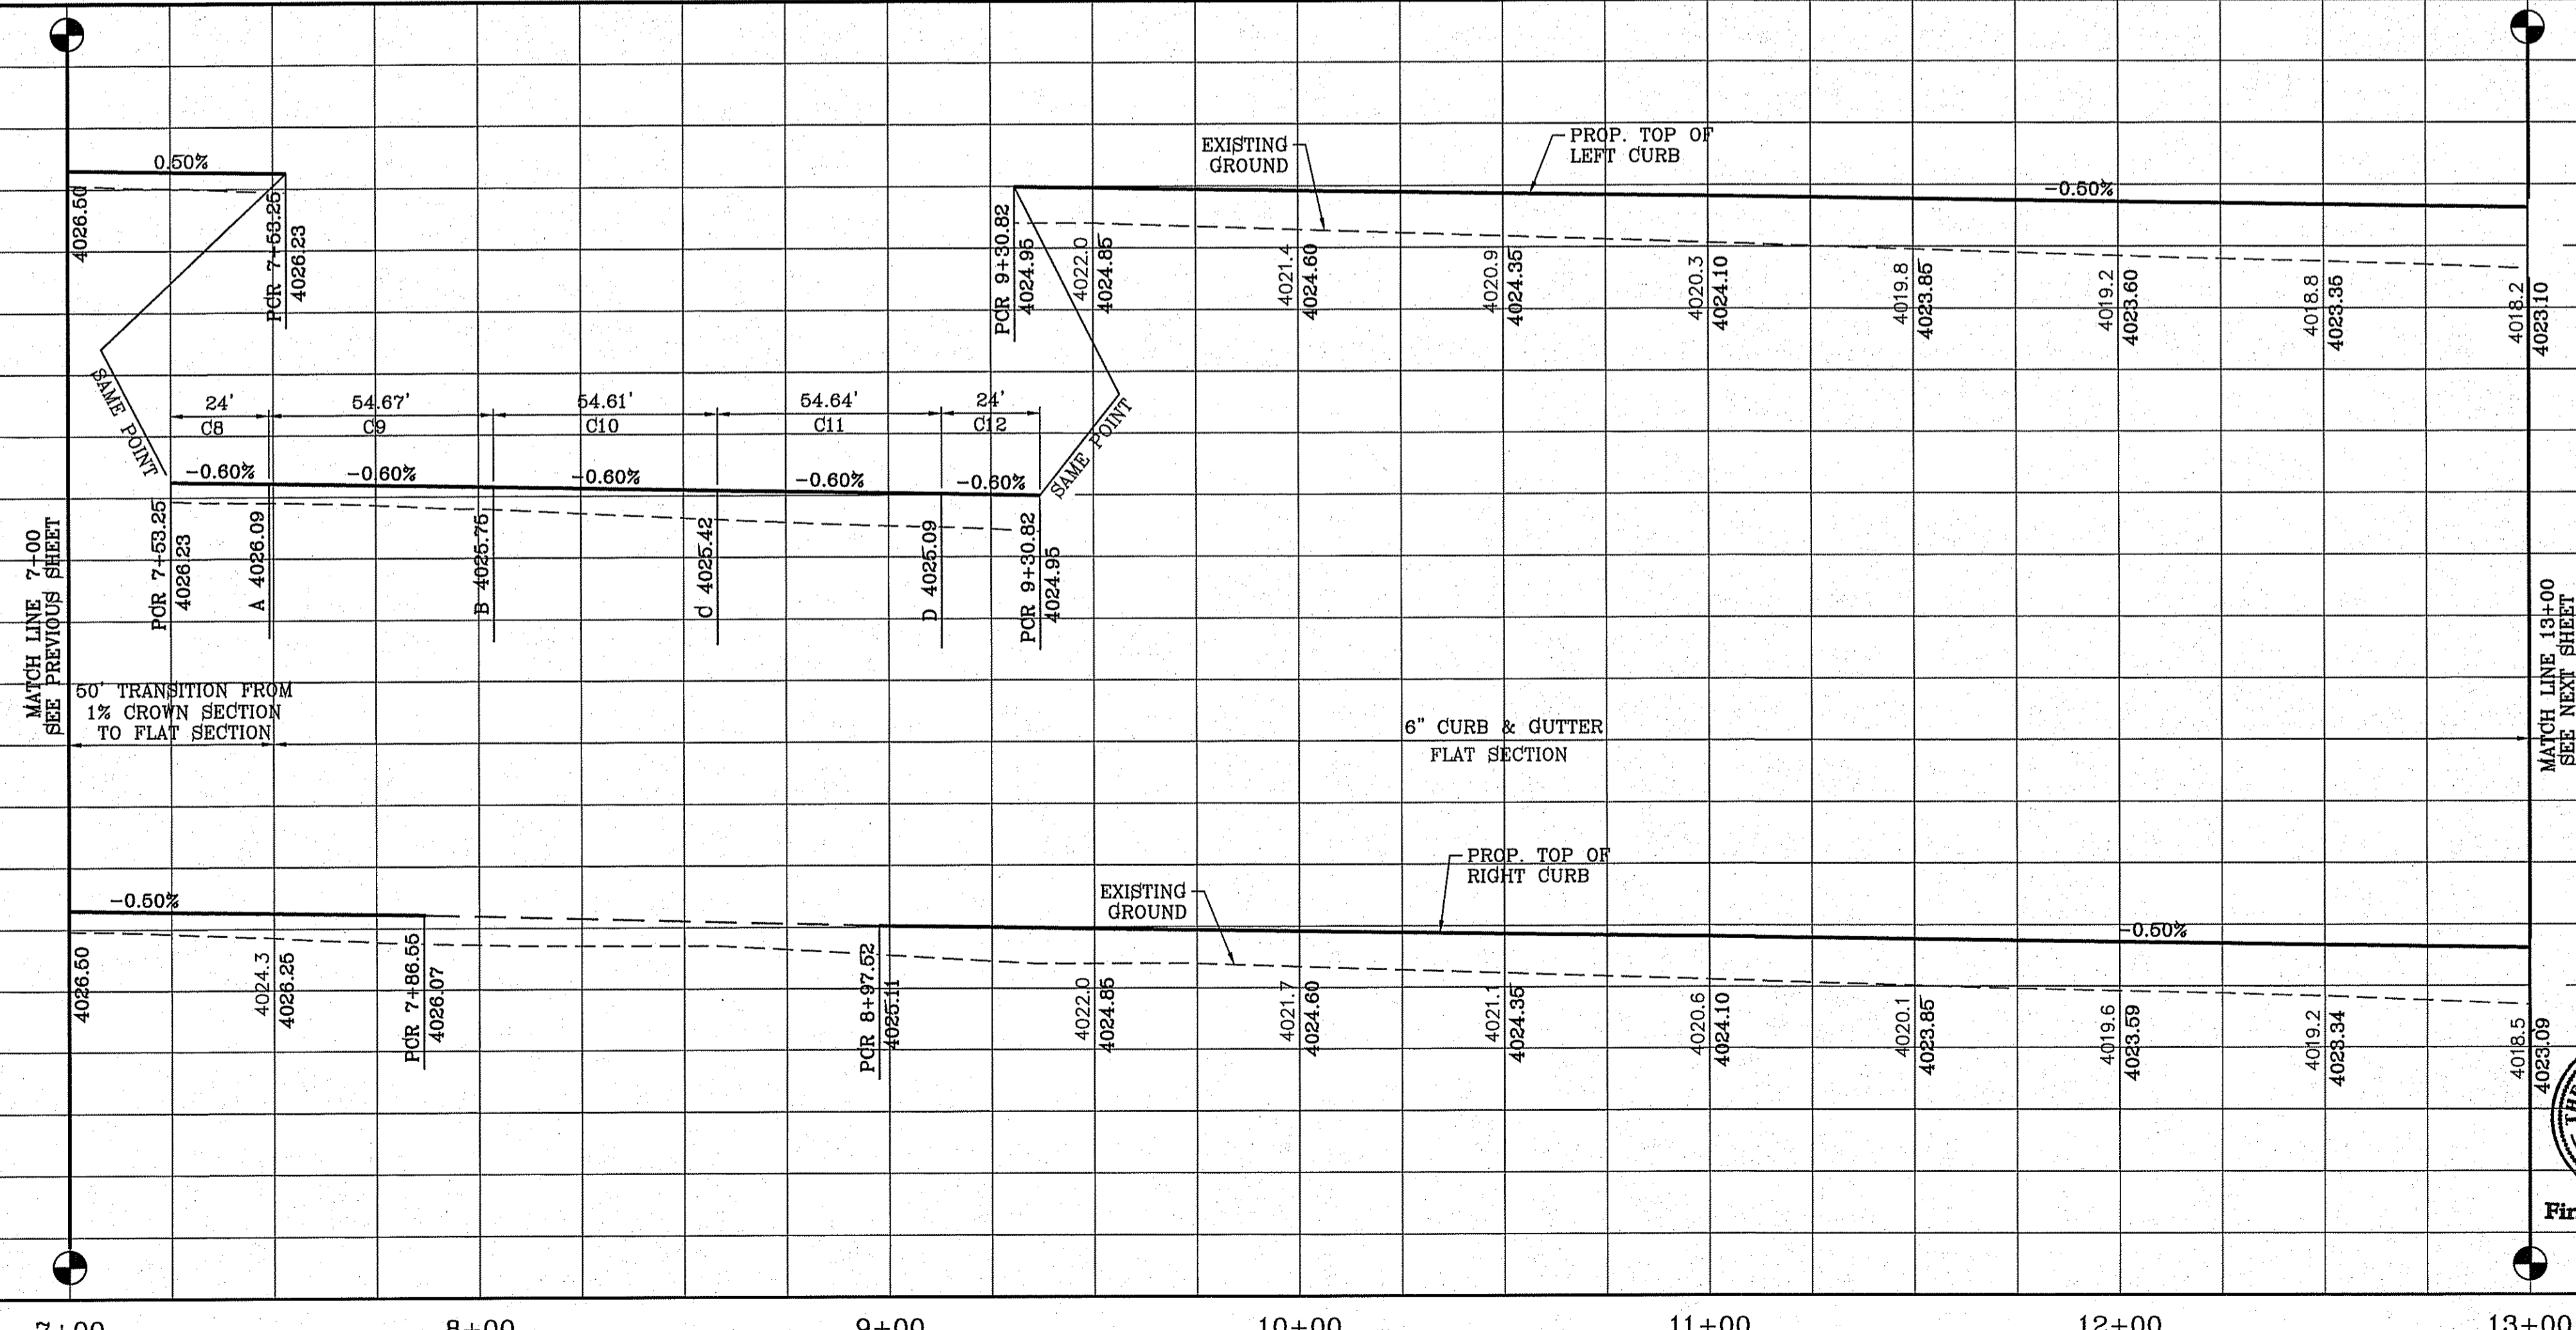 0.50%
4026.50
PCR 7+53.25
4026.23
SAME POINT
EXISTING
GROUND
PROP. TOP OF
LEFT CURB
-0.50%
PCR 9+30.82
4024.95
4022.0
4024.85
4021.4
4024.60
4020.9
4024.35
4020.3
4024.10
4019.8
4023.85
4019.2
4023.60
4018.8
4023.35
4018.2
4023.10
24'
C8
54.67'
C9
54.61'
C10
54.64'
C11
24'
C12
SAME POINT
-0.60%
-0.60%
-0.60%
-0.60%
-0.60%
PCR 7+53.25
4026.23
A 4026.09
B 4025.75
C 4025.42
D 4025.09
PCR 9+30.82
4024.95
MATCH LINE 7+00
SEE PREVIOUS SHEET
50' TRANSITION FROM
1% CROWN SECTION
TO FLAT SECTION
6" CURB & GUTTER
FLAT SECTION
MATCH LINE 13+00
SEE NEXT SHEET
-0.50%
EXISTING
GROUND
PROP. TOP OF
RIGHT CURB
-0.50%
4026.50
4024.3
4026.25
PCR 7+86.55
4026.07
PCR 8+97.52
4025.11
4022.0
4024.85
4021.7
4024.60
4021.1
4024.35
4020.6
4024.10
4020.1
4023.85
4019.6
4023.59
4019.2
4023.34
4018.5
4023.09
7+00
8+00
9+00
10+00
11+00
12+00
13+00